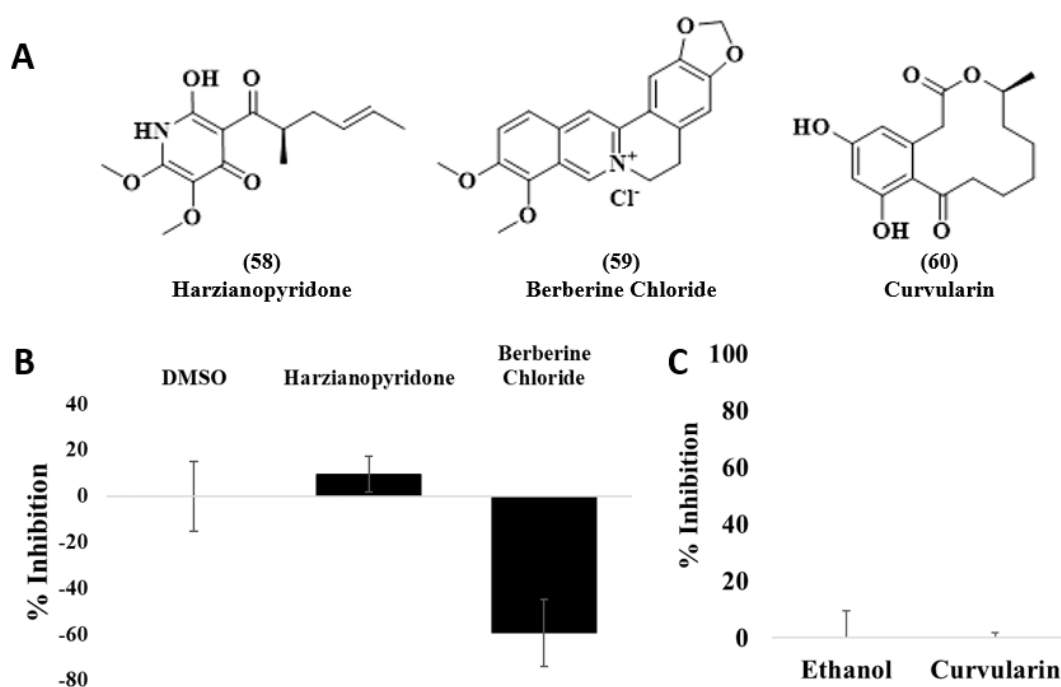 A
OH
O
HN
O
O
O
(58)
Harzianopyridone
O
O
N+
Cl-
O
O
(59)
Berberine Chloride
O
O
HO
OH
O
(60)
Curvularin
B
DMSO
Harzianopyridone
Berberine
Chloride
% Inhibition
40
20
0
-20
-40
-60
-80
C
% Inhibition
100
80
60
40
20
0
Ethanol
Curvularin